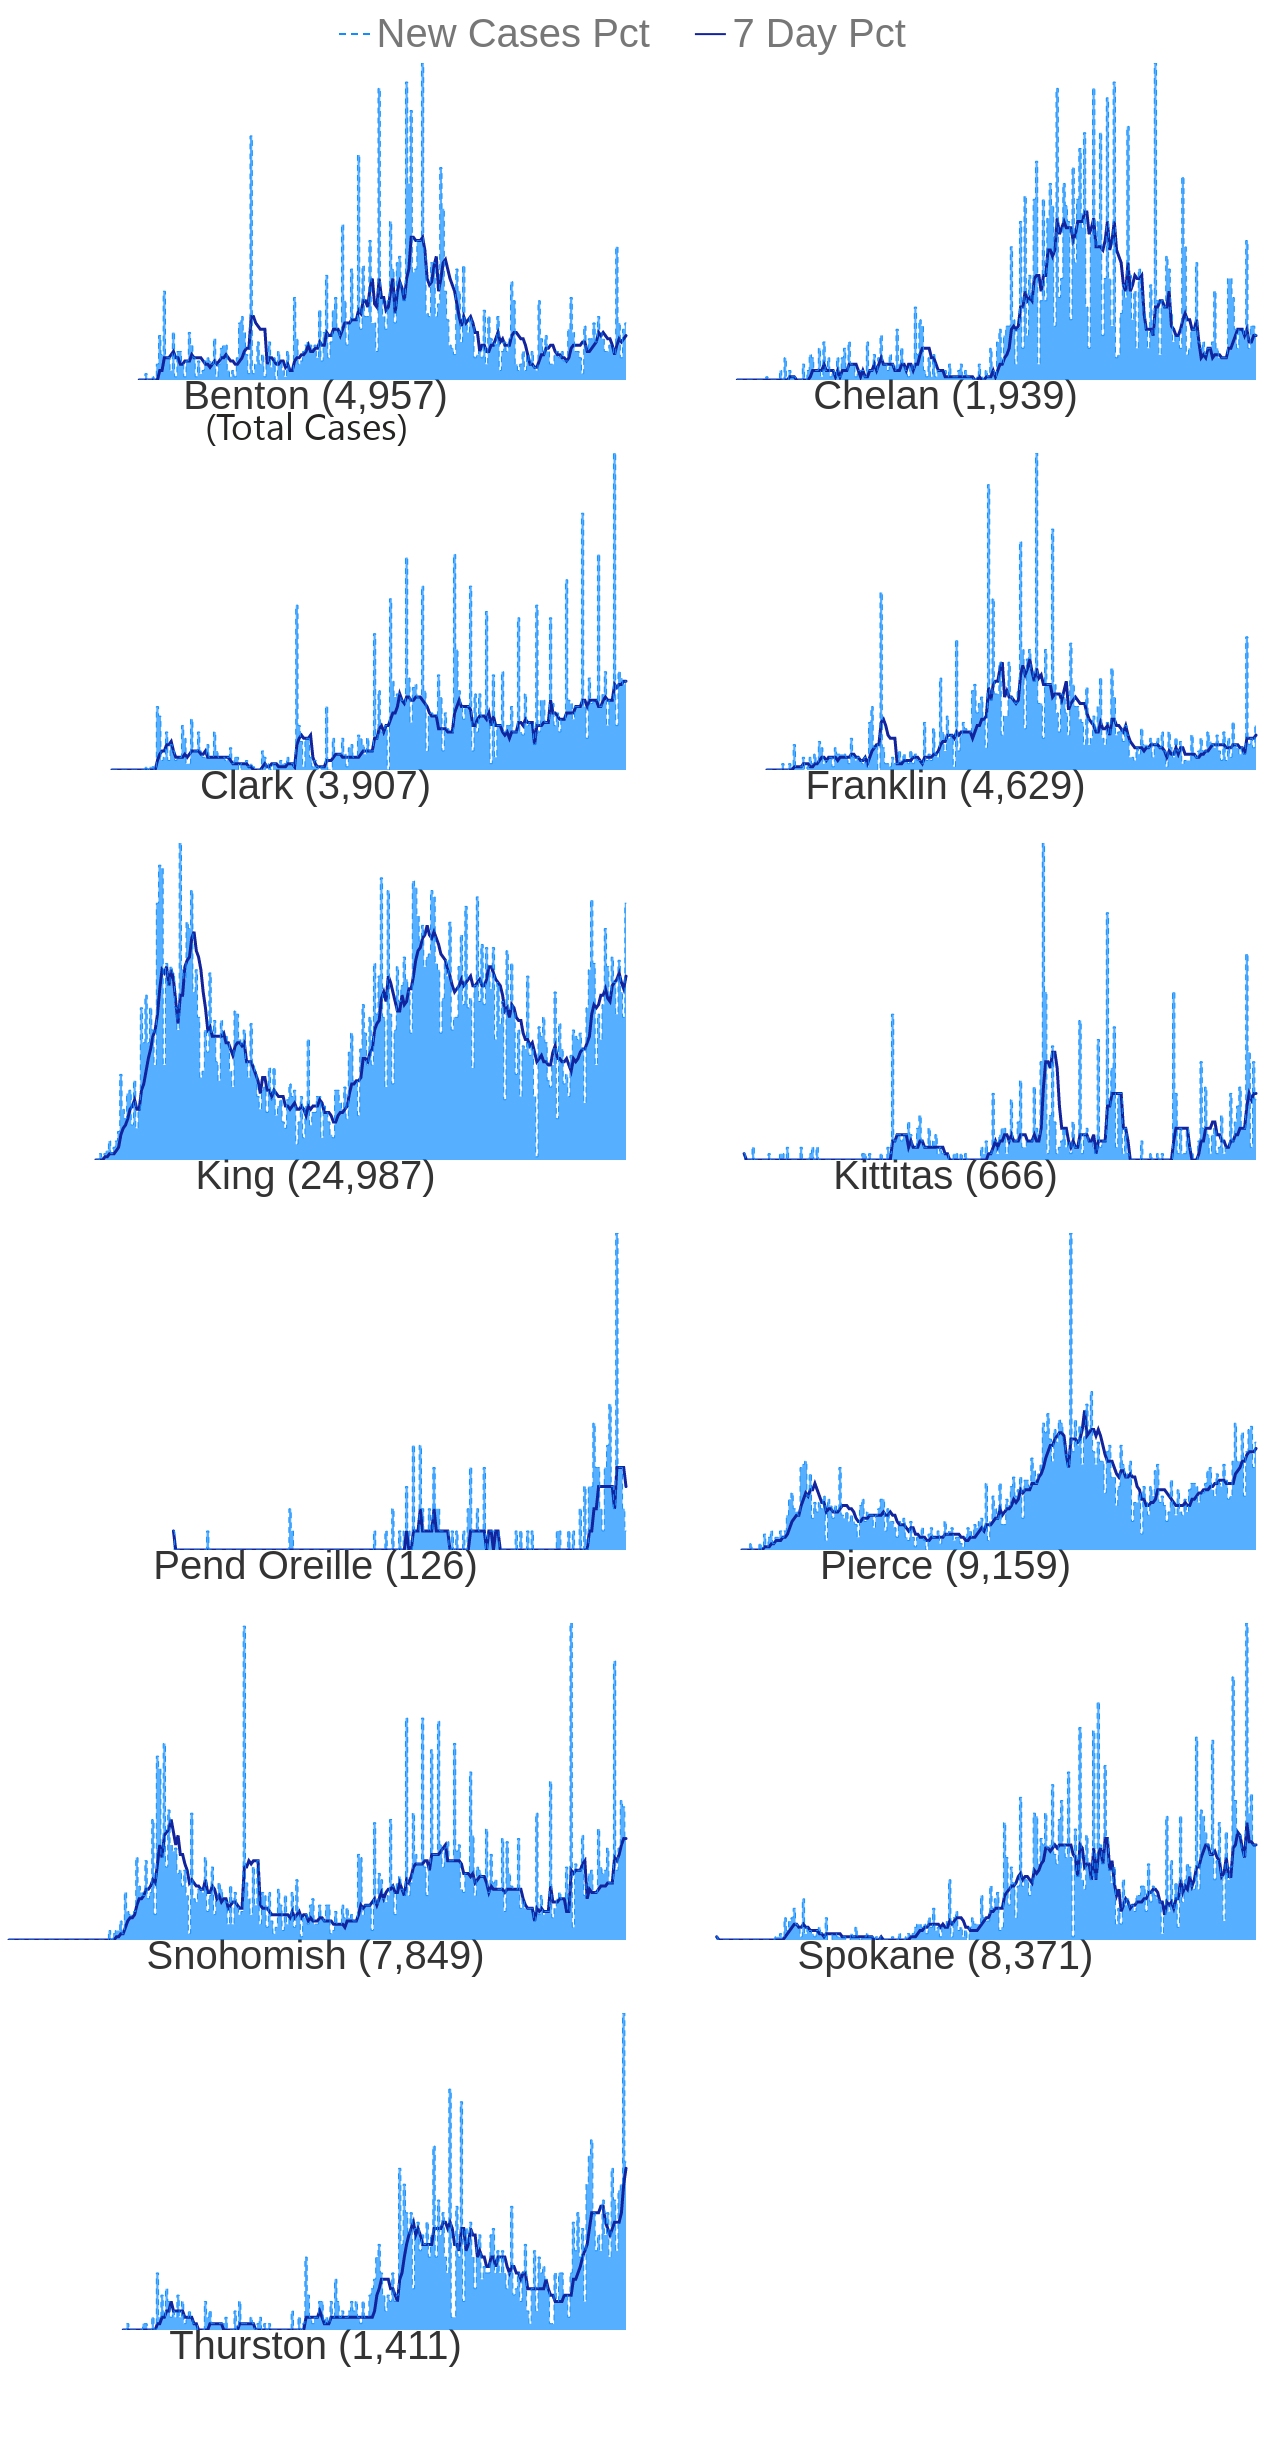 New Cases Pct 7 Day Pct
Benton (4,957) Chelan (1,939)
(Total Cases)
Clark (3,907) Franklin (4,629)
King (24,987) Kittitas (666)
Pend Oreille (126) Pierce (9,159)
Snohomish (7,849) Spokane (8,371)
Thurston (1,411)